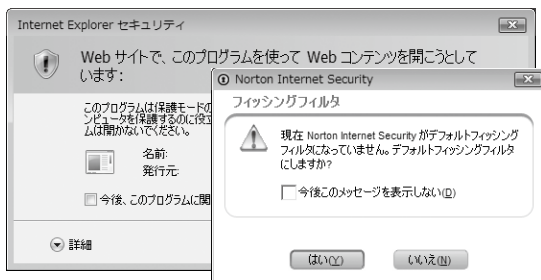 Internet Explorer セキュリティ
Web サイトで、このプログラムを使って Web コンテンツを開こうとして
います:
このプログラムは保護モードの
ンピュータを保護するのに役立
ムは開かないでください。
名前:
発行元:
今後、このプログラムに関
詳細
Norton Internet Security
フィッシングフィルタ
現在 Norton Internet Security がデフォルトフィッシング
フィルタになっていません。デフォルトフィッシングフィルタ
にしますか?
今後このメッセージを表示しない(D)
はい(Y)
いいえ(N)